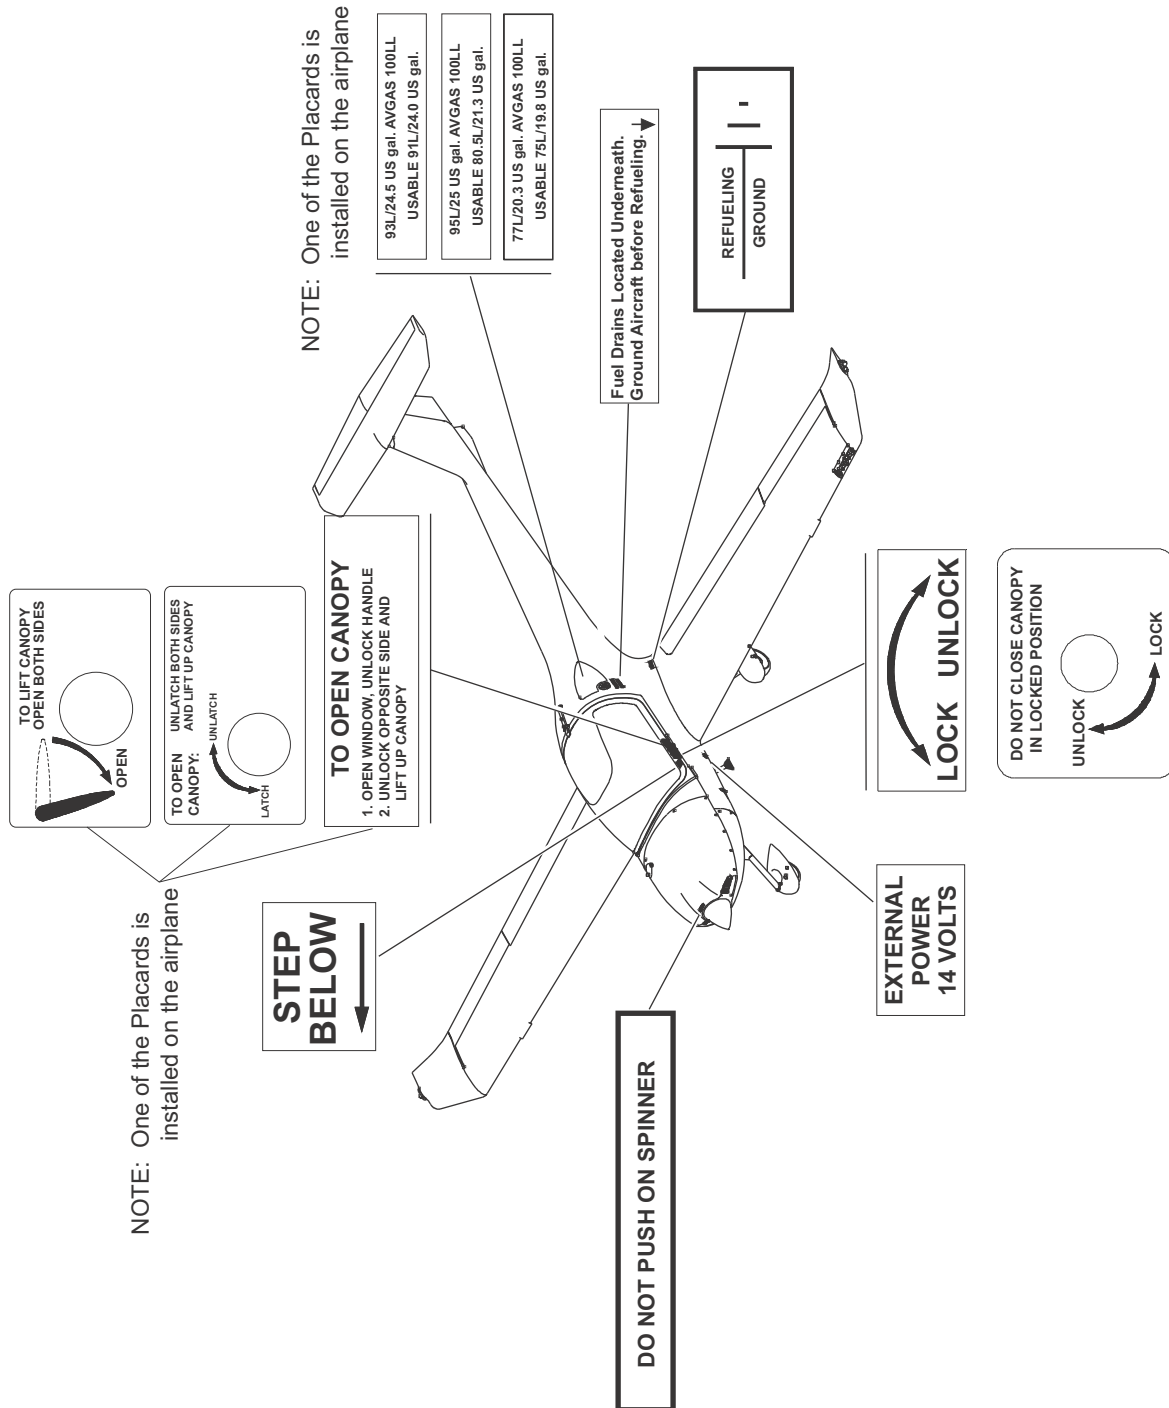 NOTE: One of the Placards is
installed on the airplane
TO LIFT CANOPY
OPEN BOTH SIDES
OPEN
TO OPEN
CANOPY:
UNLATCH BOTH SIDES
AND LIFT UP CANOPY
UNLATCH
LATCH
TO OPEN CANOPY
1. OPEN WINDOW, UNLOCK HANDLE
2. UNLOCK OPPOSITE SIDE AND
LIFT UP CANOPY
STEP
BELOW
NOTE: One of the Placards is
installed on the airplane
93L/24.5 US gal. AVGAS 100LL
USABLE 91L/24.0 US gal.
95L/25 US gal. AVGAS 100LL
USABLE 80.5L/21.3 US gal.
77L/20.3 US gal. AVGAS 100LL
USABLE 75L/19.8 US gal.
Fuel Drains Located Underneath.
Ground Aircraft before Refueling.
DO NOT PUSH ON SPINNER
REFUELING
GROUND
EXTERNAL
POWER
14 VOLTS
LOCK UNLOCK
DO NOT CLOSE CANOPY
IN LOCKED POSITION
UNLOCK
LOCK